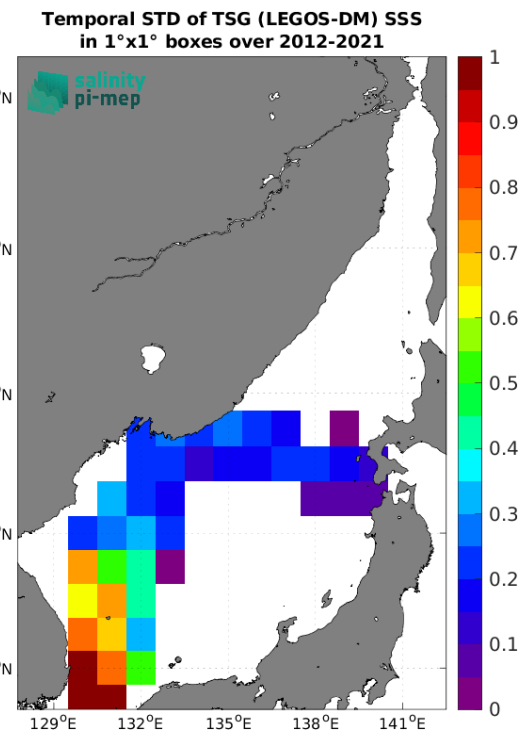 Temporal STD of TSG (LEGOS-DM) SSS
in 1°x1° boxes over 2012-2021
salinity
pi-mep
°N
°N
°N
°N
°N
129°E 132°E 135°E 138°E 141°E
1
0.9
0.8
0.7
0.6
0.5
0.4
0.3
0.2
0.1
0